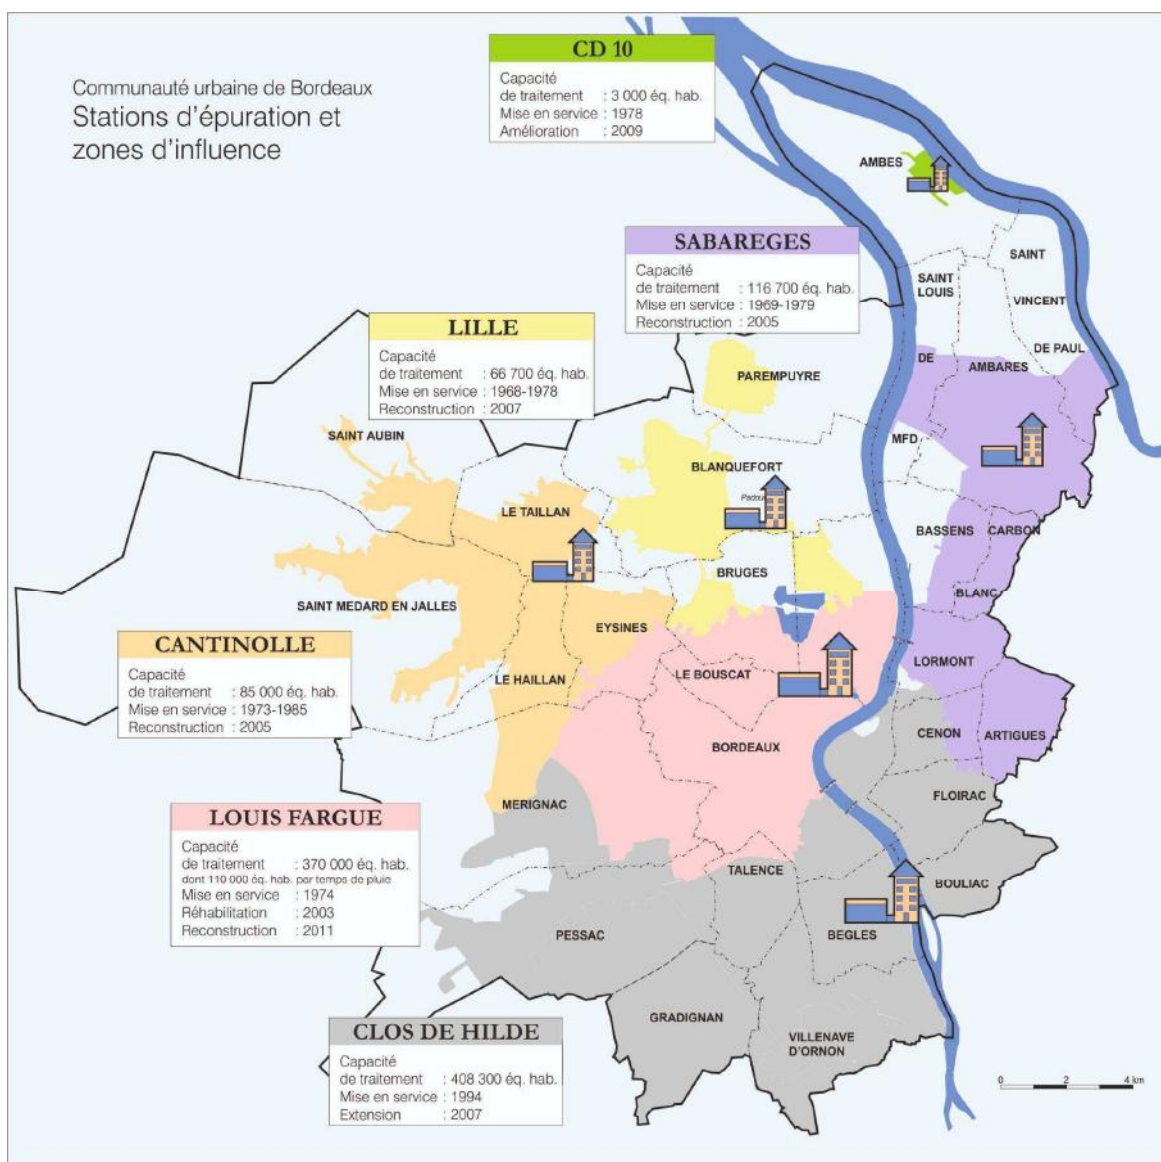 Communauté urbaine de Bordeaux
Stations d'épuration et
zones d'influence
CD 10
Capacité
de traitement : 3 000 éq. hab.
Mise en service : 1978
Amélioration : 2009
AMBES
SABAREGES
Capacité
de traitement : 116 700 éq. hab.
Mise en service : 1969-1979
Reconstruction : 2005
SAINT
SAINT
LOUIS
VINCENT
DE PAUL
DE
AMBARES
LILLE
Capacité
de traitement : 66 700 éq. hab.
Mise en service : 1968-1978
Reconstruction : 2007
PAREMPUYRE
SAINT AUBIN
MFD
BLANQUEFORT
LE TAILLAN
BASSENS
CARBON
BRUGES
BLANC
SAINT MEDARD EN JALLES
EYSINES
CANTINOLLE
Capacité
de traitement : 85 000 éq. hab.
Mise en service : 1973-1985
Reconstruction : 2005
LE HAILLAN
LE BOUSCAT
LORMONT
CENON
ARTIGUES
BORDEAUX
MERIGNAC
FLOIRAC
LOUIS FARGUE
Capacité
de traitement : 370 000 éq. hab.
dont 110 000 éq. hab. par temps de pluie
Mise en service : 1974
Réhabilitation : 2003
Reconstruction : 2011
TALENCE
BOULIAC
PESSAC
BEGLES
GRADIGNAN
VILLENAVE
D'ORNON
CLOS DE HILDE
Capacité
de traitement : 408 300 éq. hab.
Mise en service : 1994
Extension : 2007
0 2 4 km